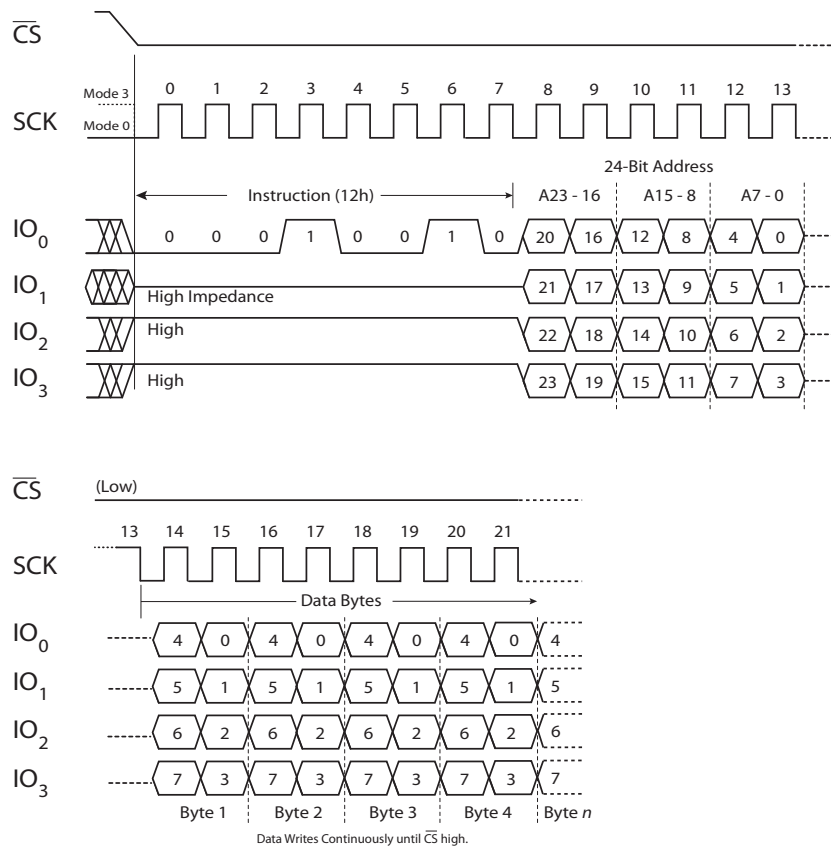 CS
Mode 3 0 1 2 3 4 5 6 7 8 9 10 11 12 13
SCK
Mode 0
24-Bit Address
Instruction (12h) A23 - 16 A15 - 8 A7 - 0
IO0 0 0 0 1 0 0 1 0 20 16 12 8 4 0
IO1 High Impedance 21 17 13 9 5 1
IO2 High 22 18 14 10 6 2
IO3 High 23 19 15 11 7 3
CS (Low)
13 14 15 16 17 18 19 20 21
SCK
Data Bytes
IO0 4 0 4 0 4 0 4 0 4
IO1 5 1 5 1 5 1 5 1 5
IO2 6 2 6 2 6 2 6 2 6
IO3 7 3 7 3 7 3 7 3 7
Byte 1 Byte 2 Byte 3 Byte 4 Byte n
Data Writes Continuously until CS high.